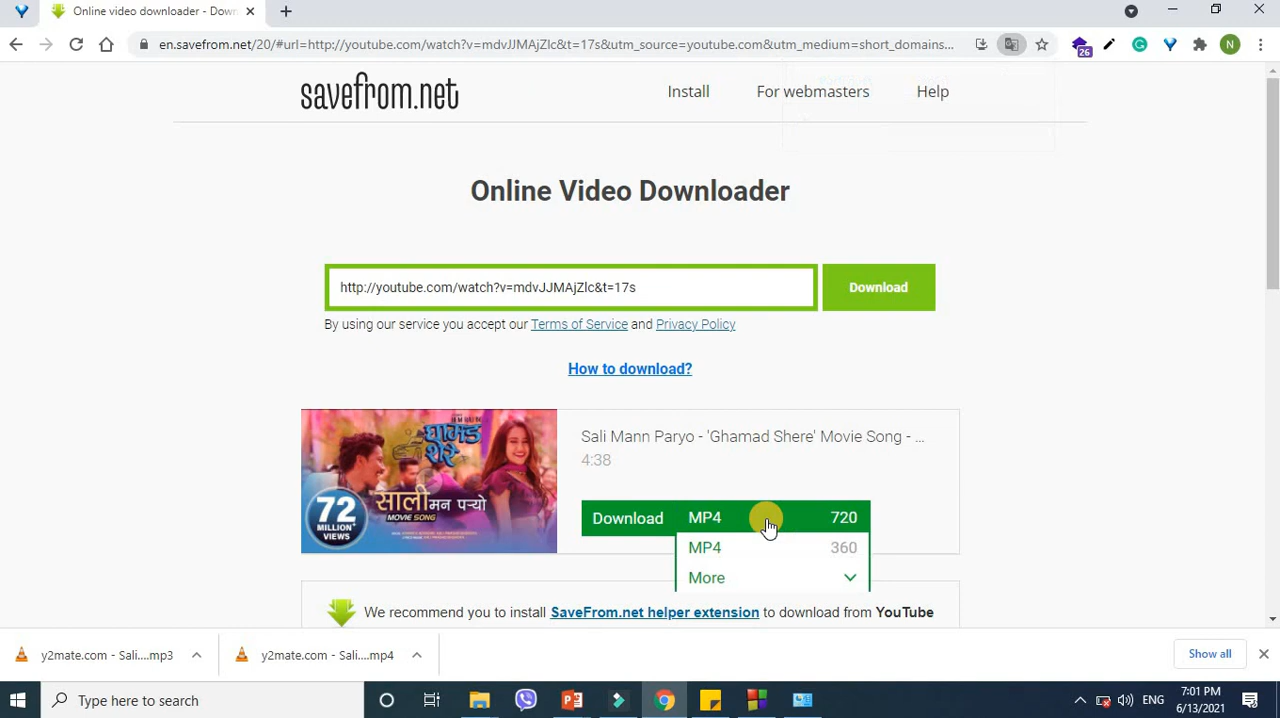 Online video downloader - Down
en.savefrom.net/20/#url=http://youtube.com/watch?v=mdvJJMAjZlc&t=17s&utm_source=youtube.com&utm_medium=short_domains...
26
N
savefrom.net
Install
For webmasters
Help
Online Video Downloader
http://youtube.com/watch?v=mdvJJMAjZlc&t=17s
Download
By using our service you accept our Terms of Service and Privacy Policy
How to download?
घामड
शेरे
72
MILLION+
VIEWS
साली मन पर्‍यो
MOVIE SONG
Sali Mann Paryo - 'Ghamad Shere' Movie Song - ...
4:38
Download MP4 720
MP4 360
More
We recommend you to install SaveFrom.net helper extension to download from YouTube
y2mate.com - Sali....mp3
y2mate.com - Sali....mp4
Show all
Type here to search
ENG
7:01 PM
6/13/2021